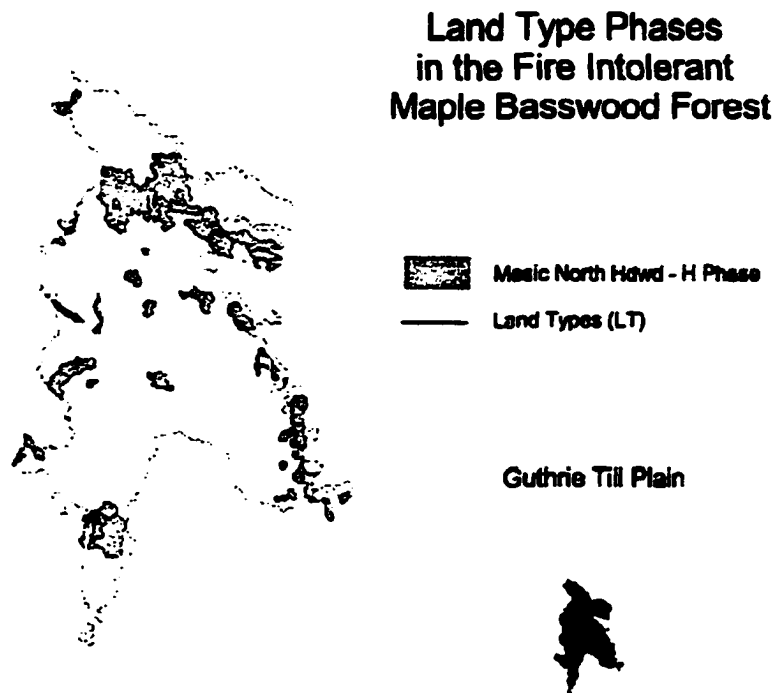 Land Type Phases
in the Fire Intolerant
Maple Basswood Forest
Mesic North Hdwd - H Phase
Land Types (LT)
Guthrie Till Plain